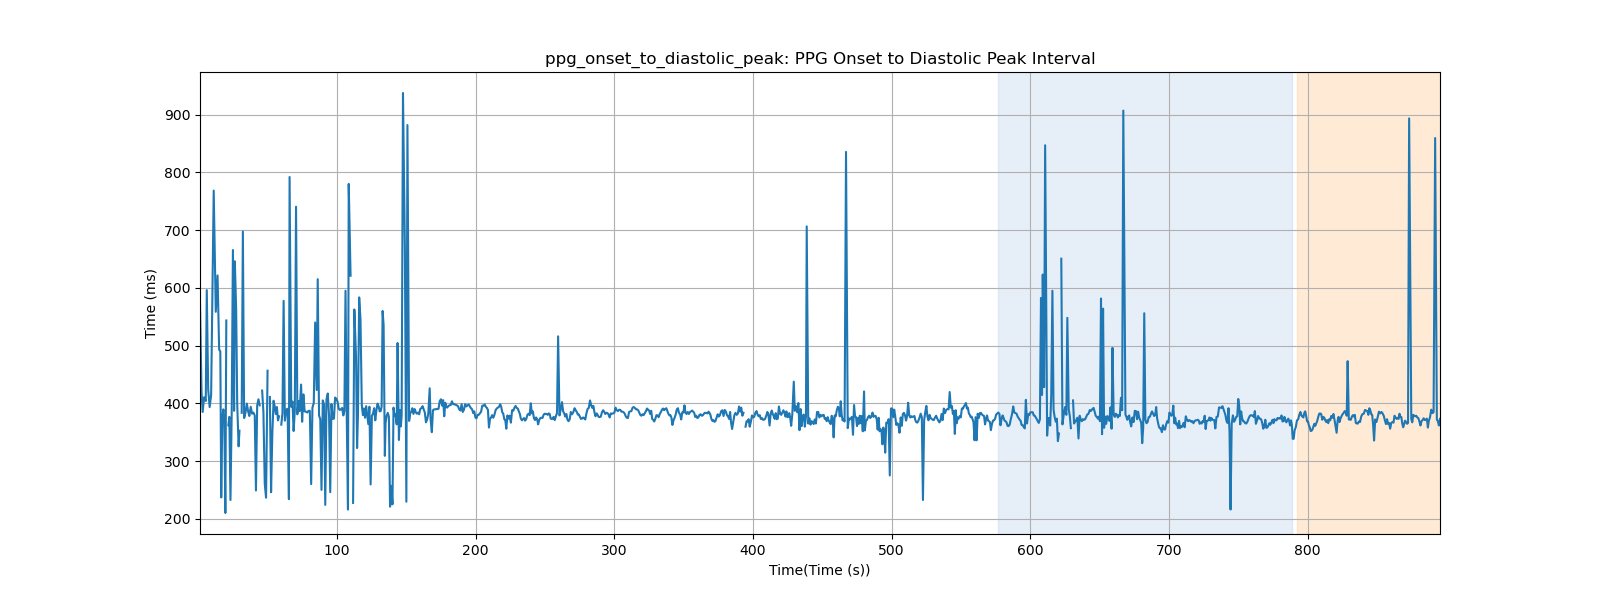 ppg_onset_to_diastolic_peak: PPG Onset to Diastolic Peak Interval
900
800
700
600
500
400
300
200
Time (ms)
100 200 300 400 500 600 700 800
Time(Time (s))